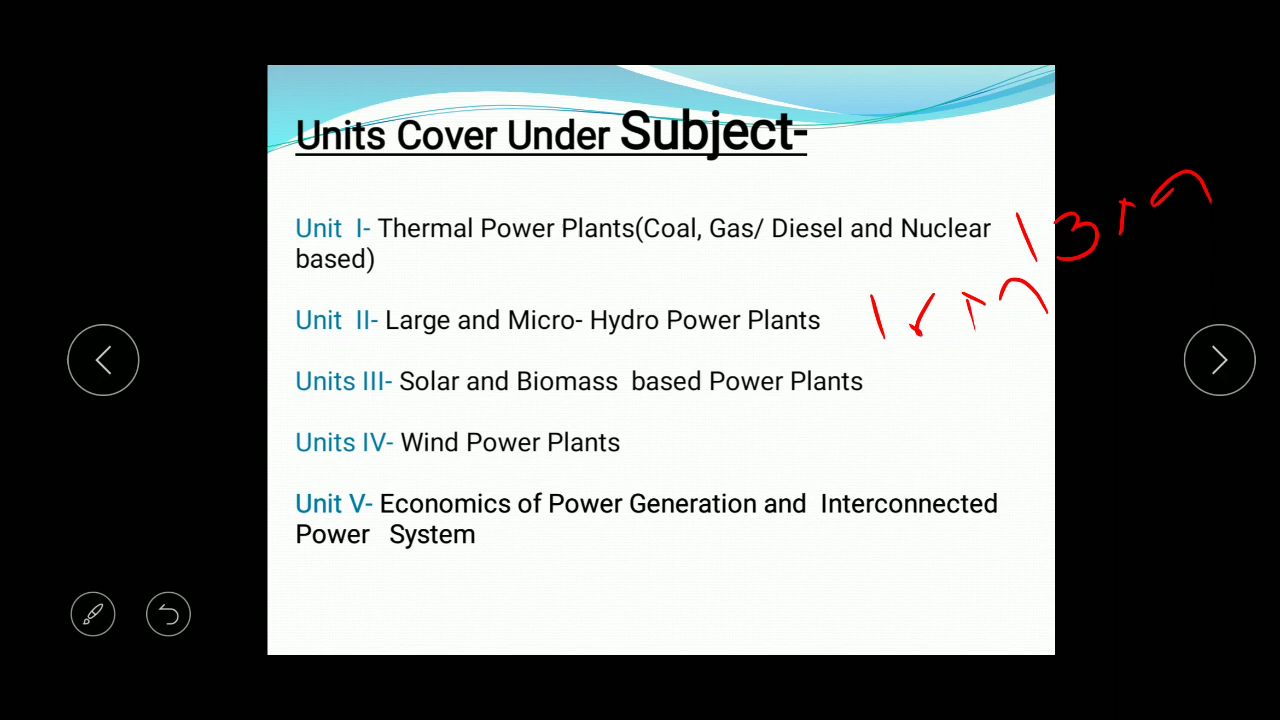 Units Cover Under Subject-
Unit I- Thermal Power Plants(Coal, Gas/ Diesel and Nuclear
based)
Unit II- Large and Micro- Hydro Power Plants
Units III- Solar and Biomass based Power Plants
Units IV- Wind Power Plants
Unit V- Economics of Power Generation and Interconnected
Power System